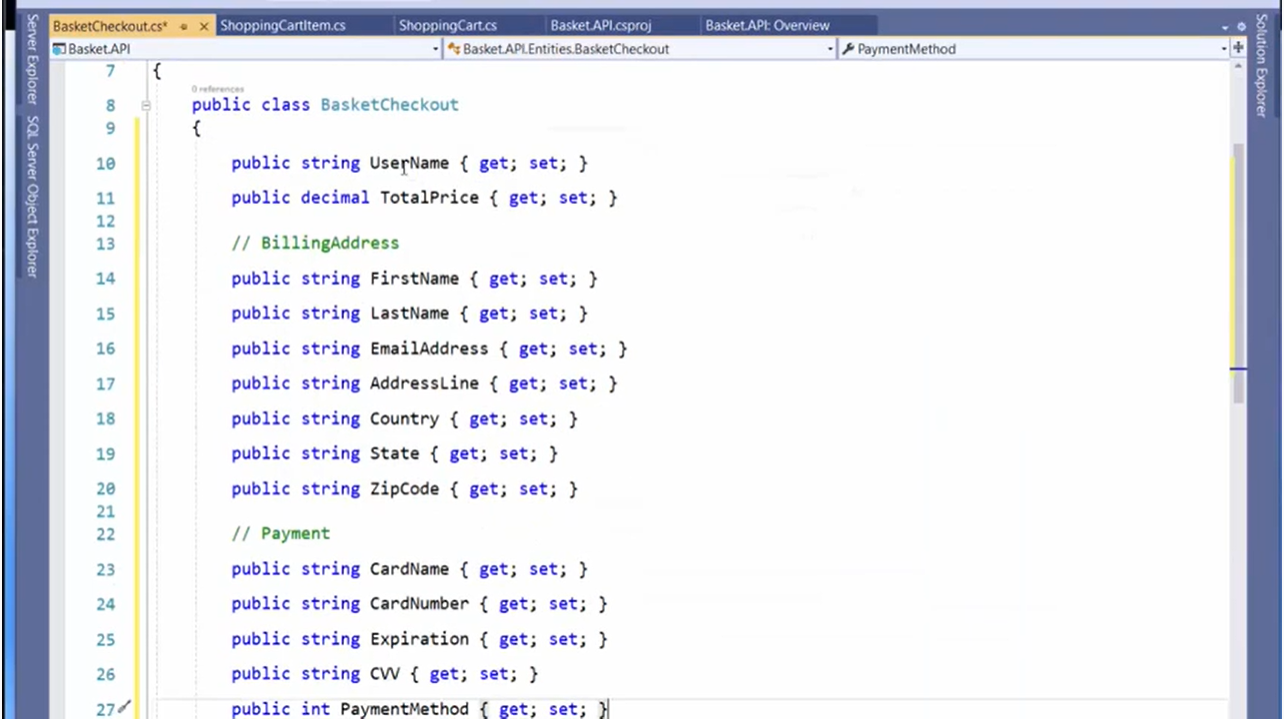 BasketCheckout.cs* ShoppingCartItem.cs ShoppingCart.cs Basket.API.csproj Basket.API: Overview
Basket.API Basket.API.Entities.BasketCheckout PaymentMethod
Server Explorer
SQL Server Object Explorer
Solution Explorer
7 {
0 references
8 public class BasketCheckout
9 {
10 public string UserName { get; set; }
11 public decimal TotalPrice { get; set; }
12
13 // BillingAddress
14 public string FirstName { get; set; }
15 public string LastName { get; set; }
16 public string EmailAddress { get; set; }
17 public string AddressLine { get; set; }
18 public string Country { get; set; }
19 public string State { get; set; }
20 public string ZipCode { get; set; }
21
22 // Payment
23 public string CardName { get; set; }
24 public string CardNumber { get; set; }
25 public string Expiration { get; set; }
26 public string CVV { get; set; }
27 public int PaymentMethod { get; set; }